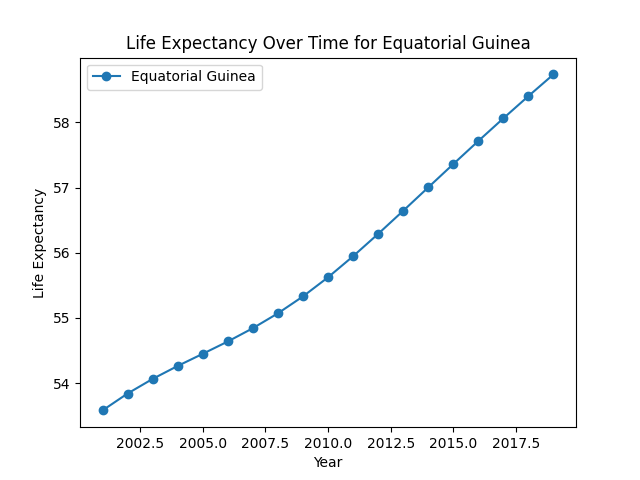 Life Expectancy Over Time for Equatorial Guinea
Equatorial Guinea
Life Expectancy
58
57
56
55
54
2002.5 2005.0 2007.5 2010.0 2012.5 2015.0 2017.5
Year